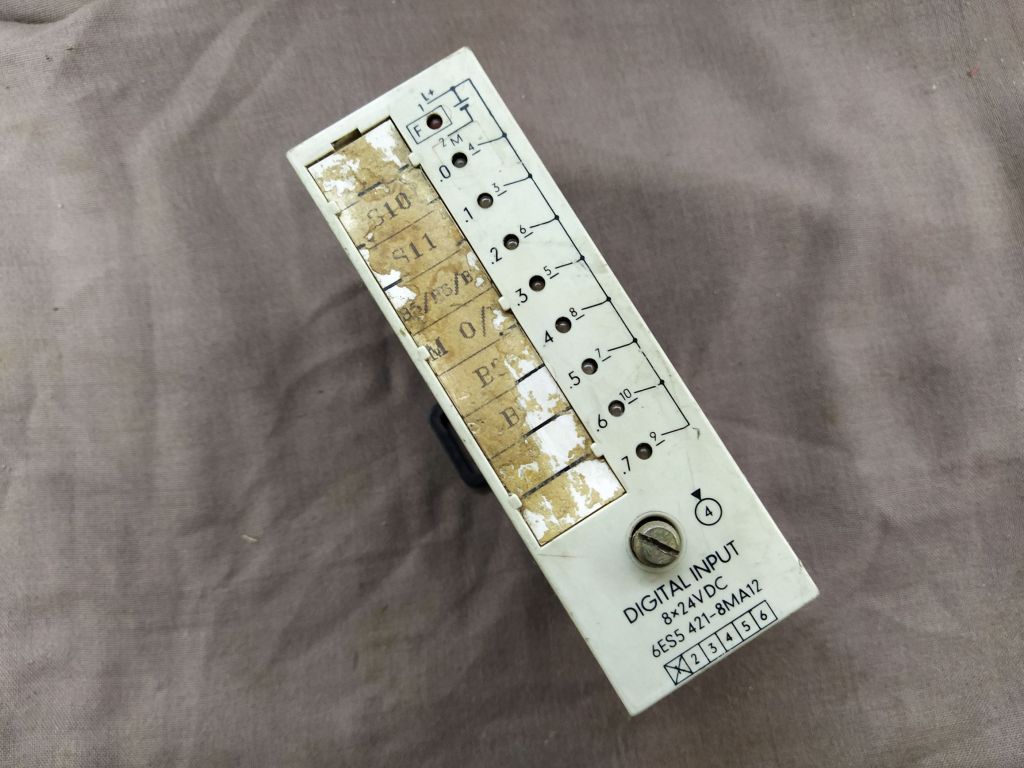 1 L+
F
2 M
.0 4
.1 3
.2 6
.3 5
.4 8
.5 7
.6 10
.7 9
S10
S11
M 0/
4
DIGITAL INPUT
8×24VDC
6ES5 421-8MA12
2 3 4 5 6